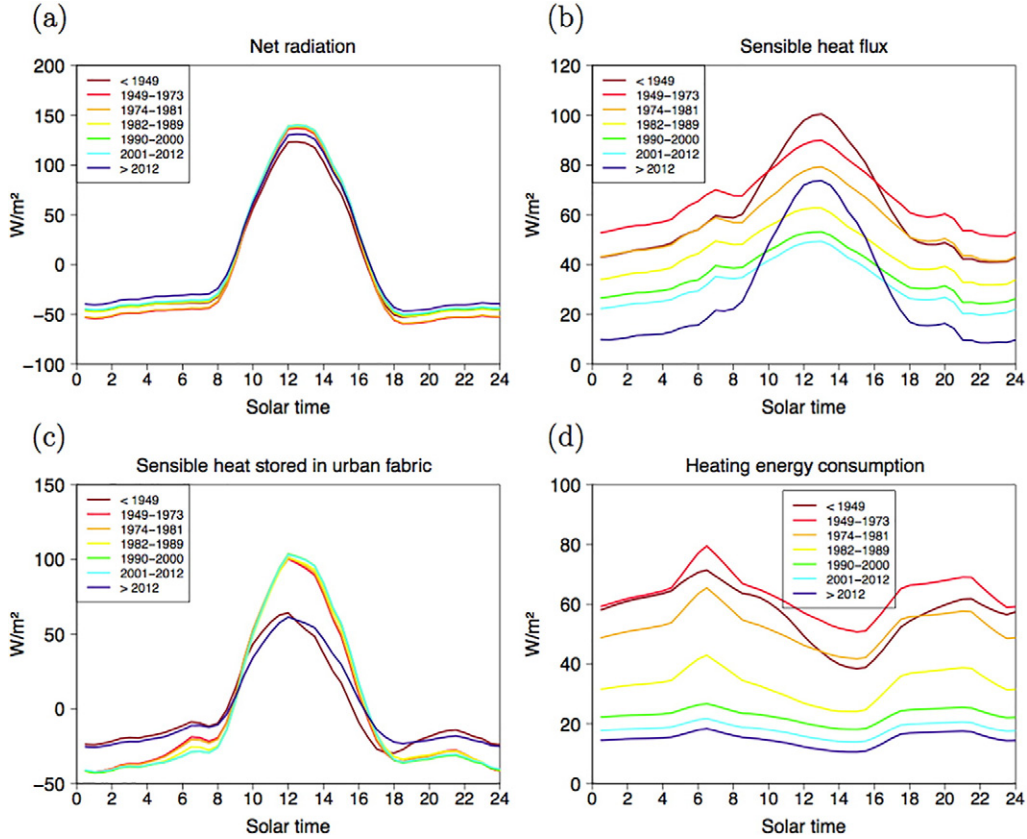 (a)
Net radiation
200
150
100
50
0
−50
−100
W/m²
< 1949
1949−1973
1974−1981
1982−1989
1990−2000
2001−2012
> 2012
0 2 4 6 8 10 12 14 16 18 20 22 24
Solar time
(b)
Sensible heat flux
120
100
80
60
40
20
0
W/m²
< 1949
1949−1973
1974−1981
1982−1989
1990−2000
2001−2012
> 2012
0 2 4 6 8 10 12 14 16 18 20 22 24
Solar time
(c)
Sensible heat stored in urban fabric
150
100
50
0
−50
W/m²
< 1949
1949−1973
1974−1981
1982−1989
1990−2000
2001−2012
> 2012
0 2 4 6 8 10 12 14 16 18 20 22 24
Solar time
(d)
Heating energy consumption
100
80
60
40
20
0
W/m²
< 1949
1949−1973
1974−1981
1982−1989
1990−2000
2001−2012
> 2012
0 2 4 6 8 10 12 14 16 18 20 22 24
Solar time